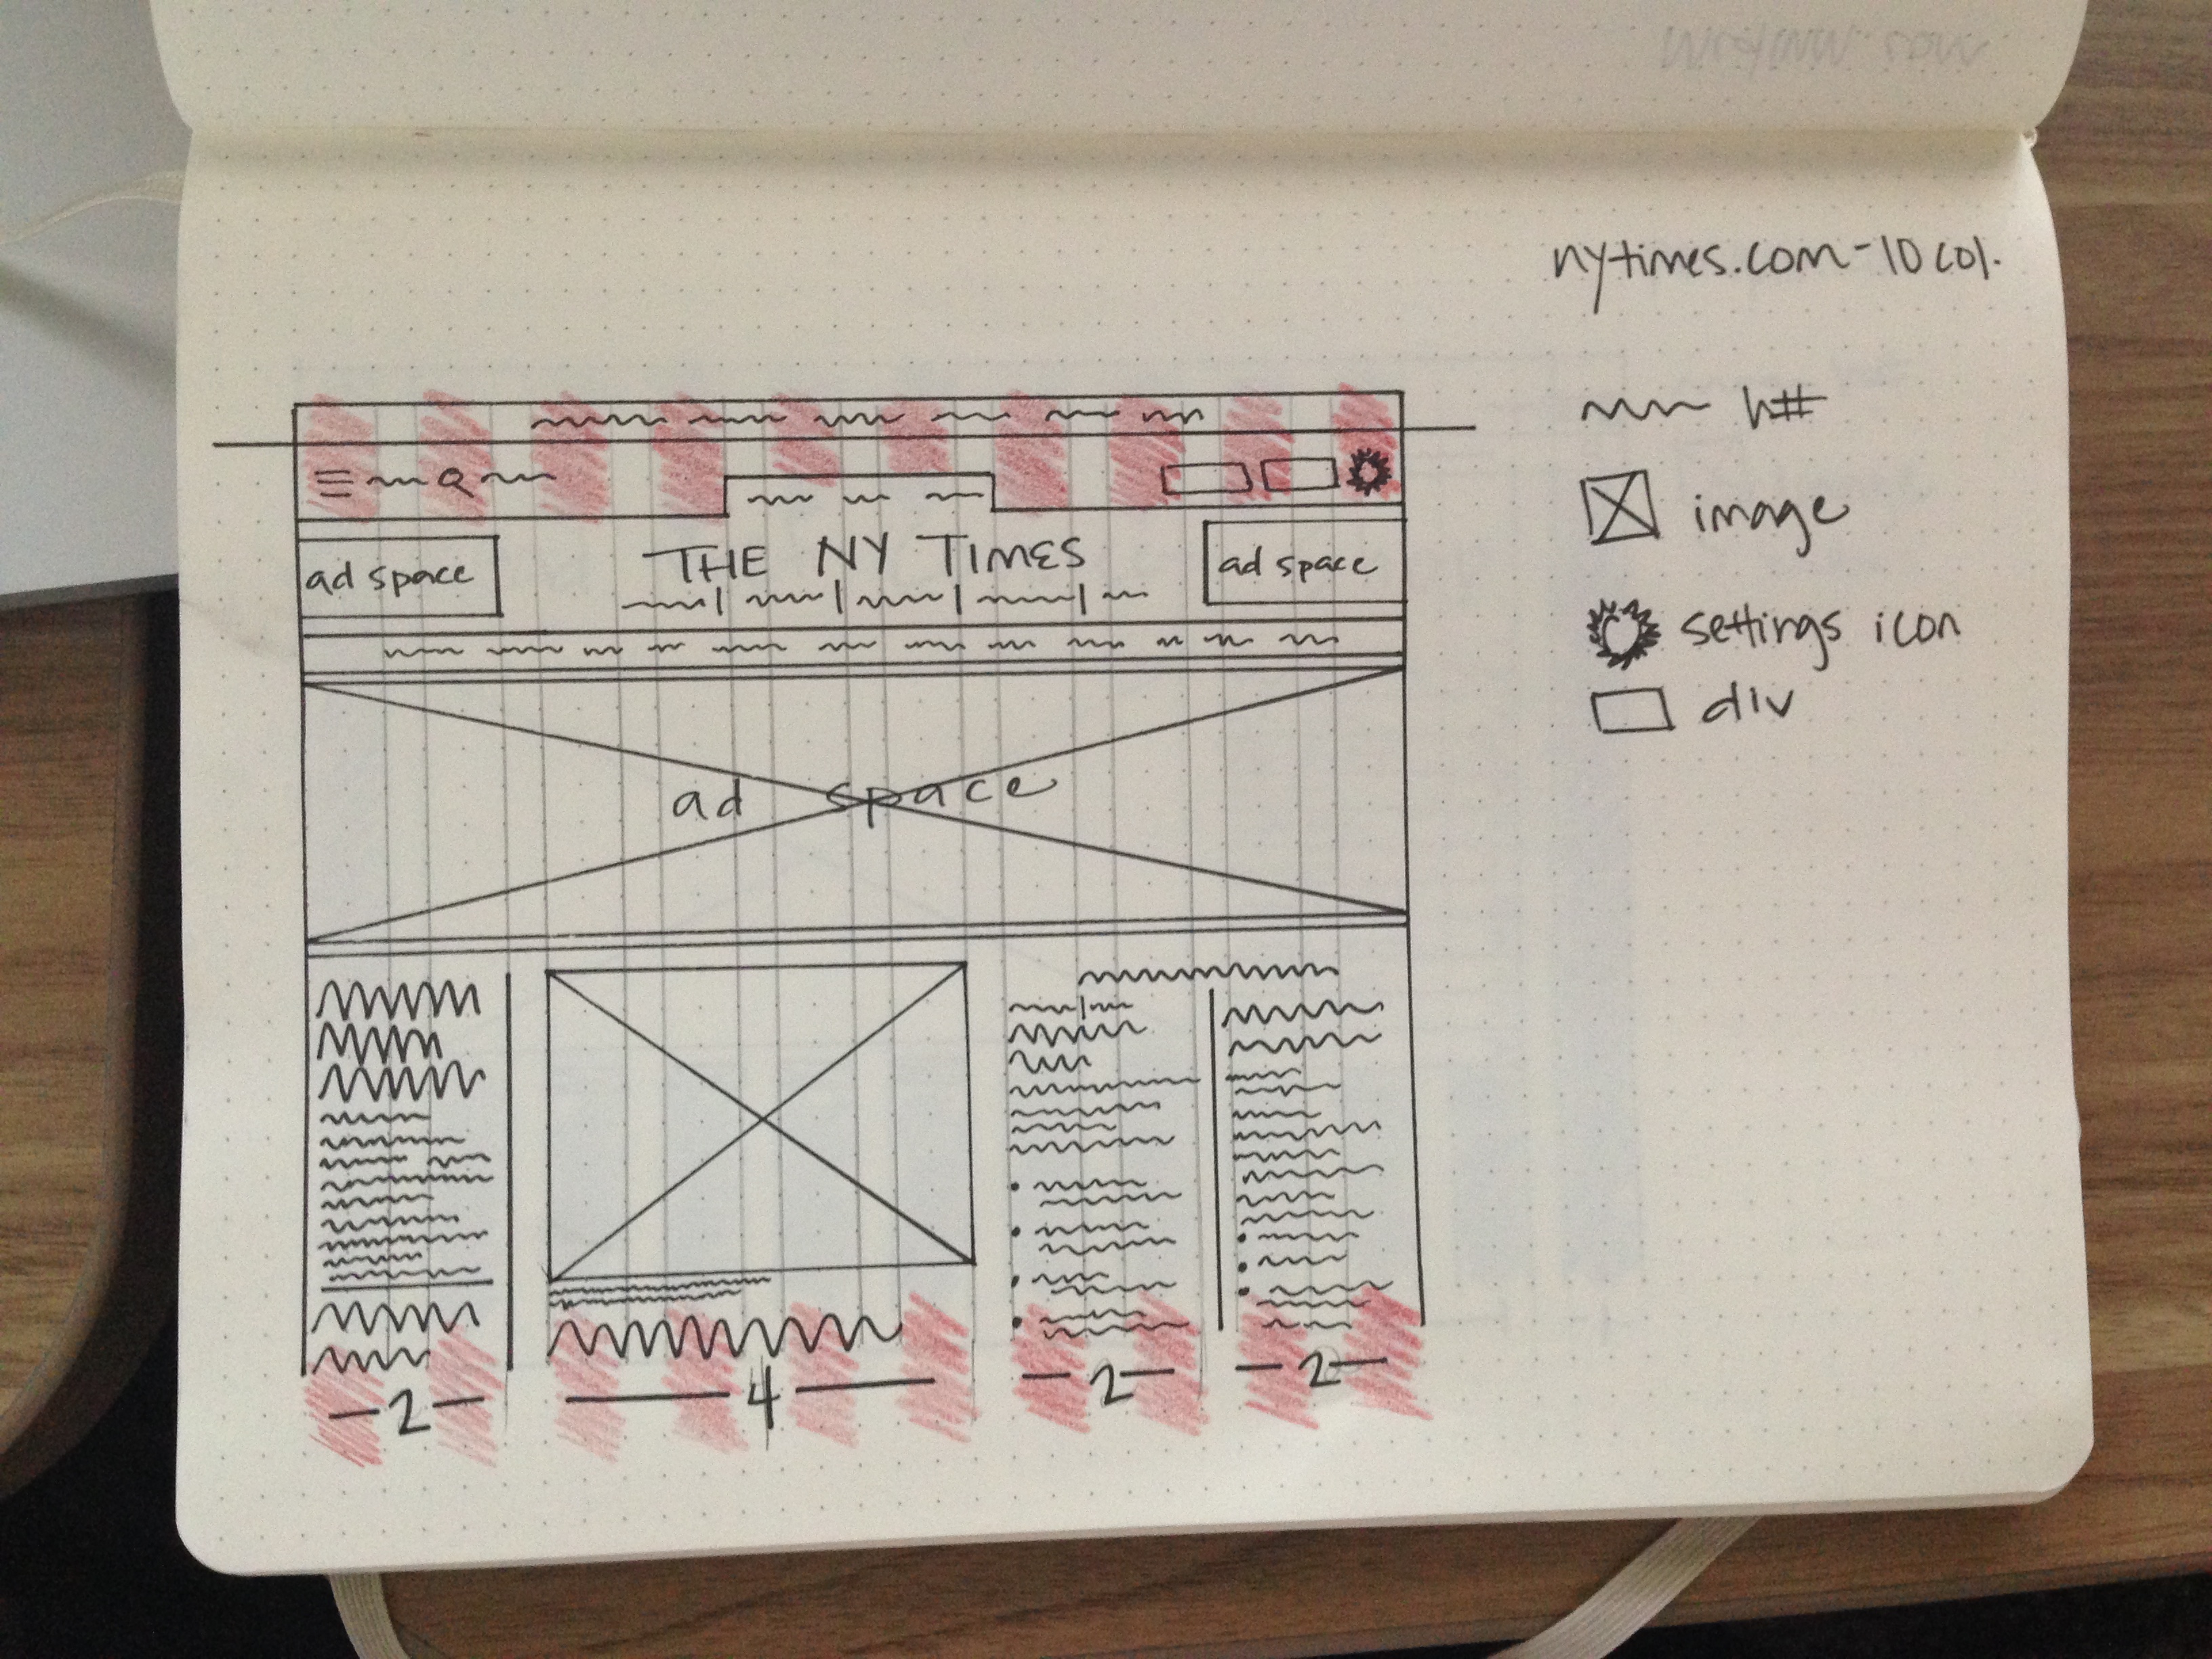 nytimes.com-10 col.
h#
image
settings icon
div
THE NY TIMES
ad space
ad space
ad space
-2-
-4-
-2-
-2-